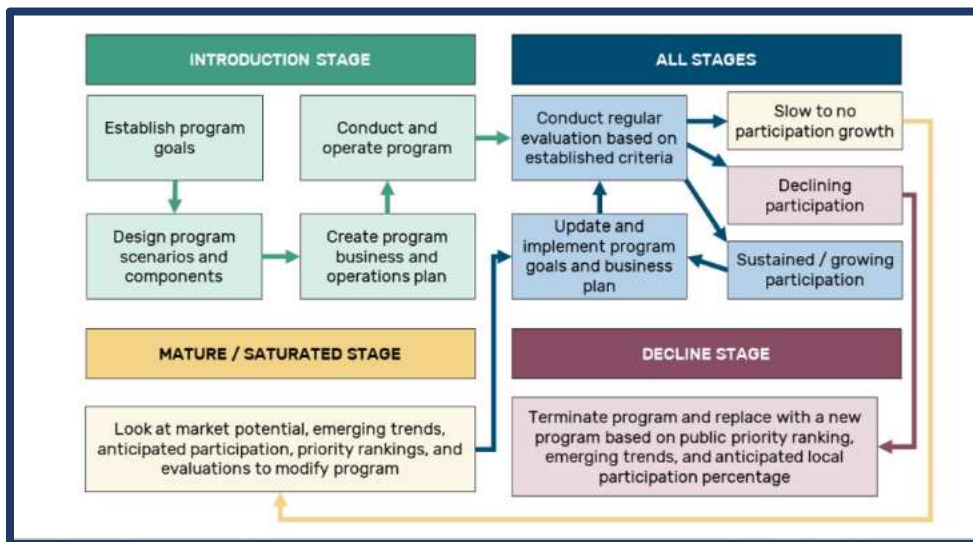 INTRODUCTION STAGE
Establish program
goals
Design program
scenarios and
components
Create program
business and
operations plan
Conduct and
operate program
ALL STAGES
Conduct regular
evaluation based on
established criteria
Slow to no
participation growth
Declining
participation
Sustained / growing
participation
Update and
implement program
goals and business
plan
MATURE / SATURATED STAGE
Look at market potential, emerging trends,
anticipated participation, priority rankings, and
evaluations to modify program
DECLINE STAGE
Terminate program and replace with a new
program based on public priority ranking,
emerging trends, and anticipated local
participation percentage